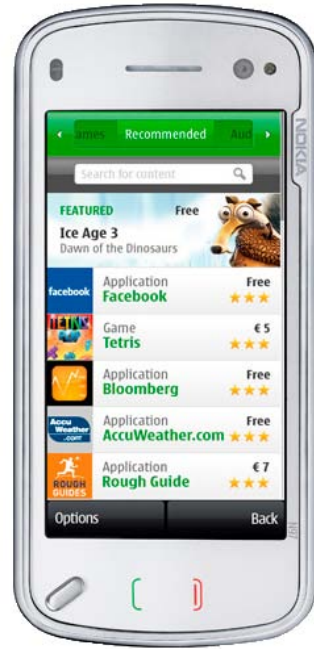 NOKIA
ames Recommended Aud
Search for content
FEATURED Free
Ice Age 3
Dawn of the Dinosaurs
facebook
Application Free
Facebook
TETRIS
Game € 5
Tetris
Application Free
Bloomberg
Accu
Weather
.com
Application Free
AccuWeather.com
ROUGH
GUIDES
Application € 7
Rough Guide
Options Back
N97